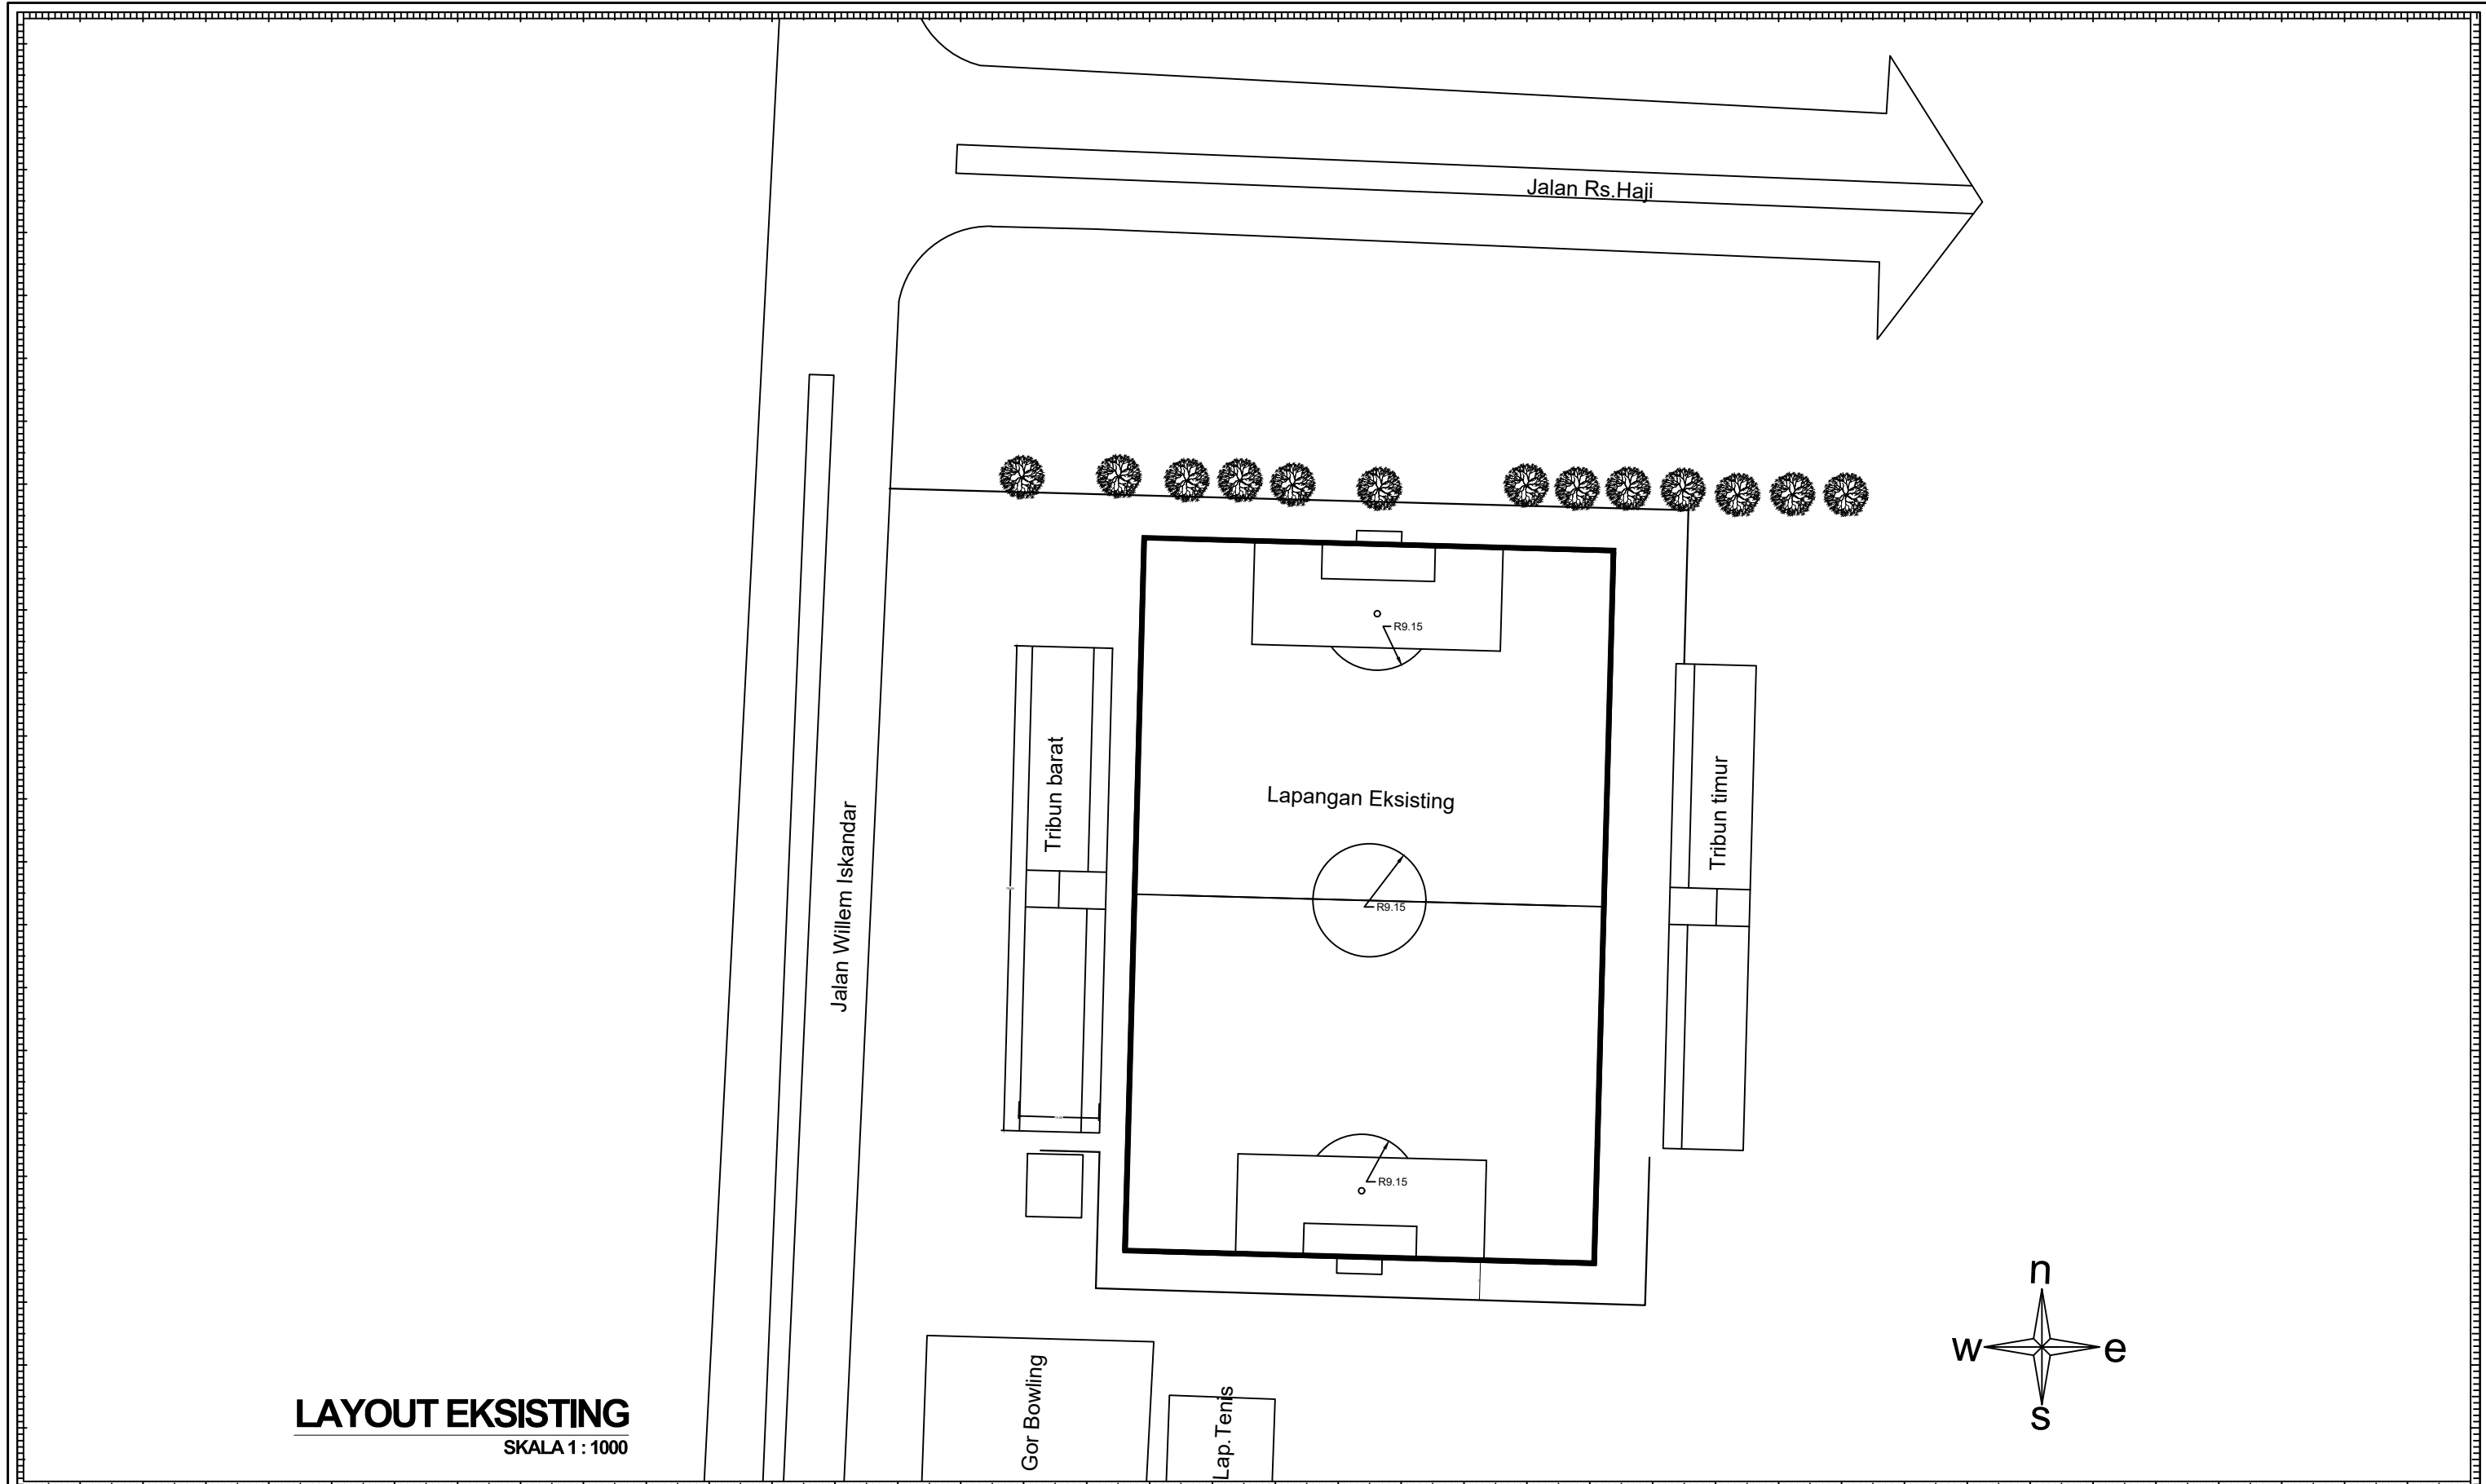 Jalan Rs.Haji
R9.15
Tribun barat
Tribun timur
Lapangan Eksisting
Jalan Willem Iskandar
R9.15
R9.15
n
w
e
s
Gor Bowling
Lap.Tenis
LAYOUT EKSISTING
SKALA 1 : 1000